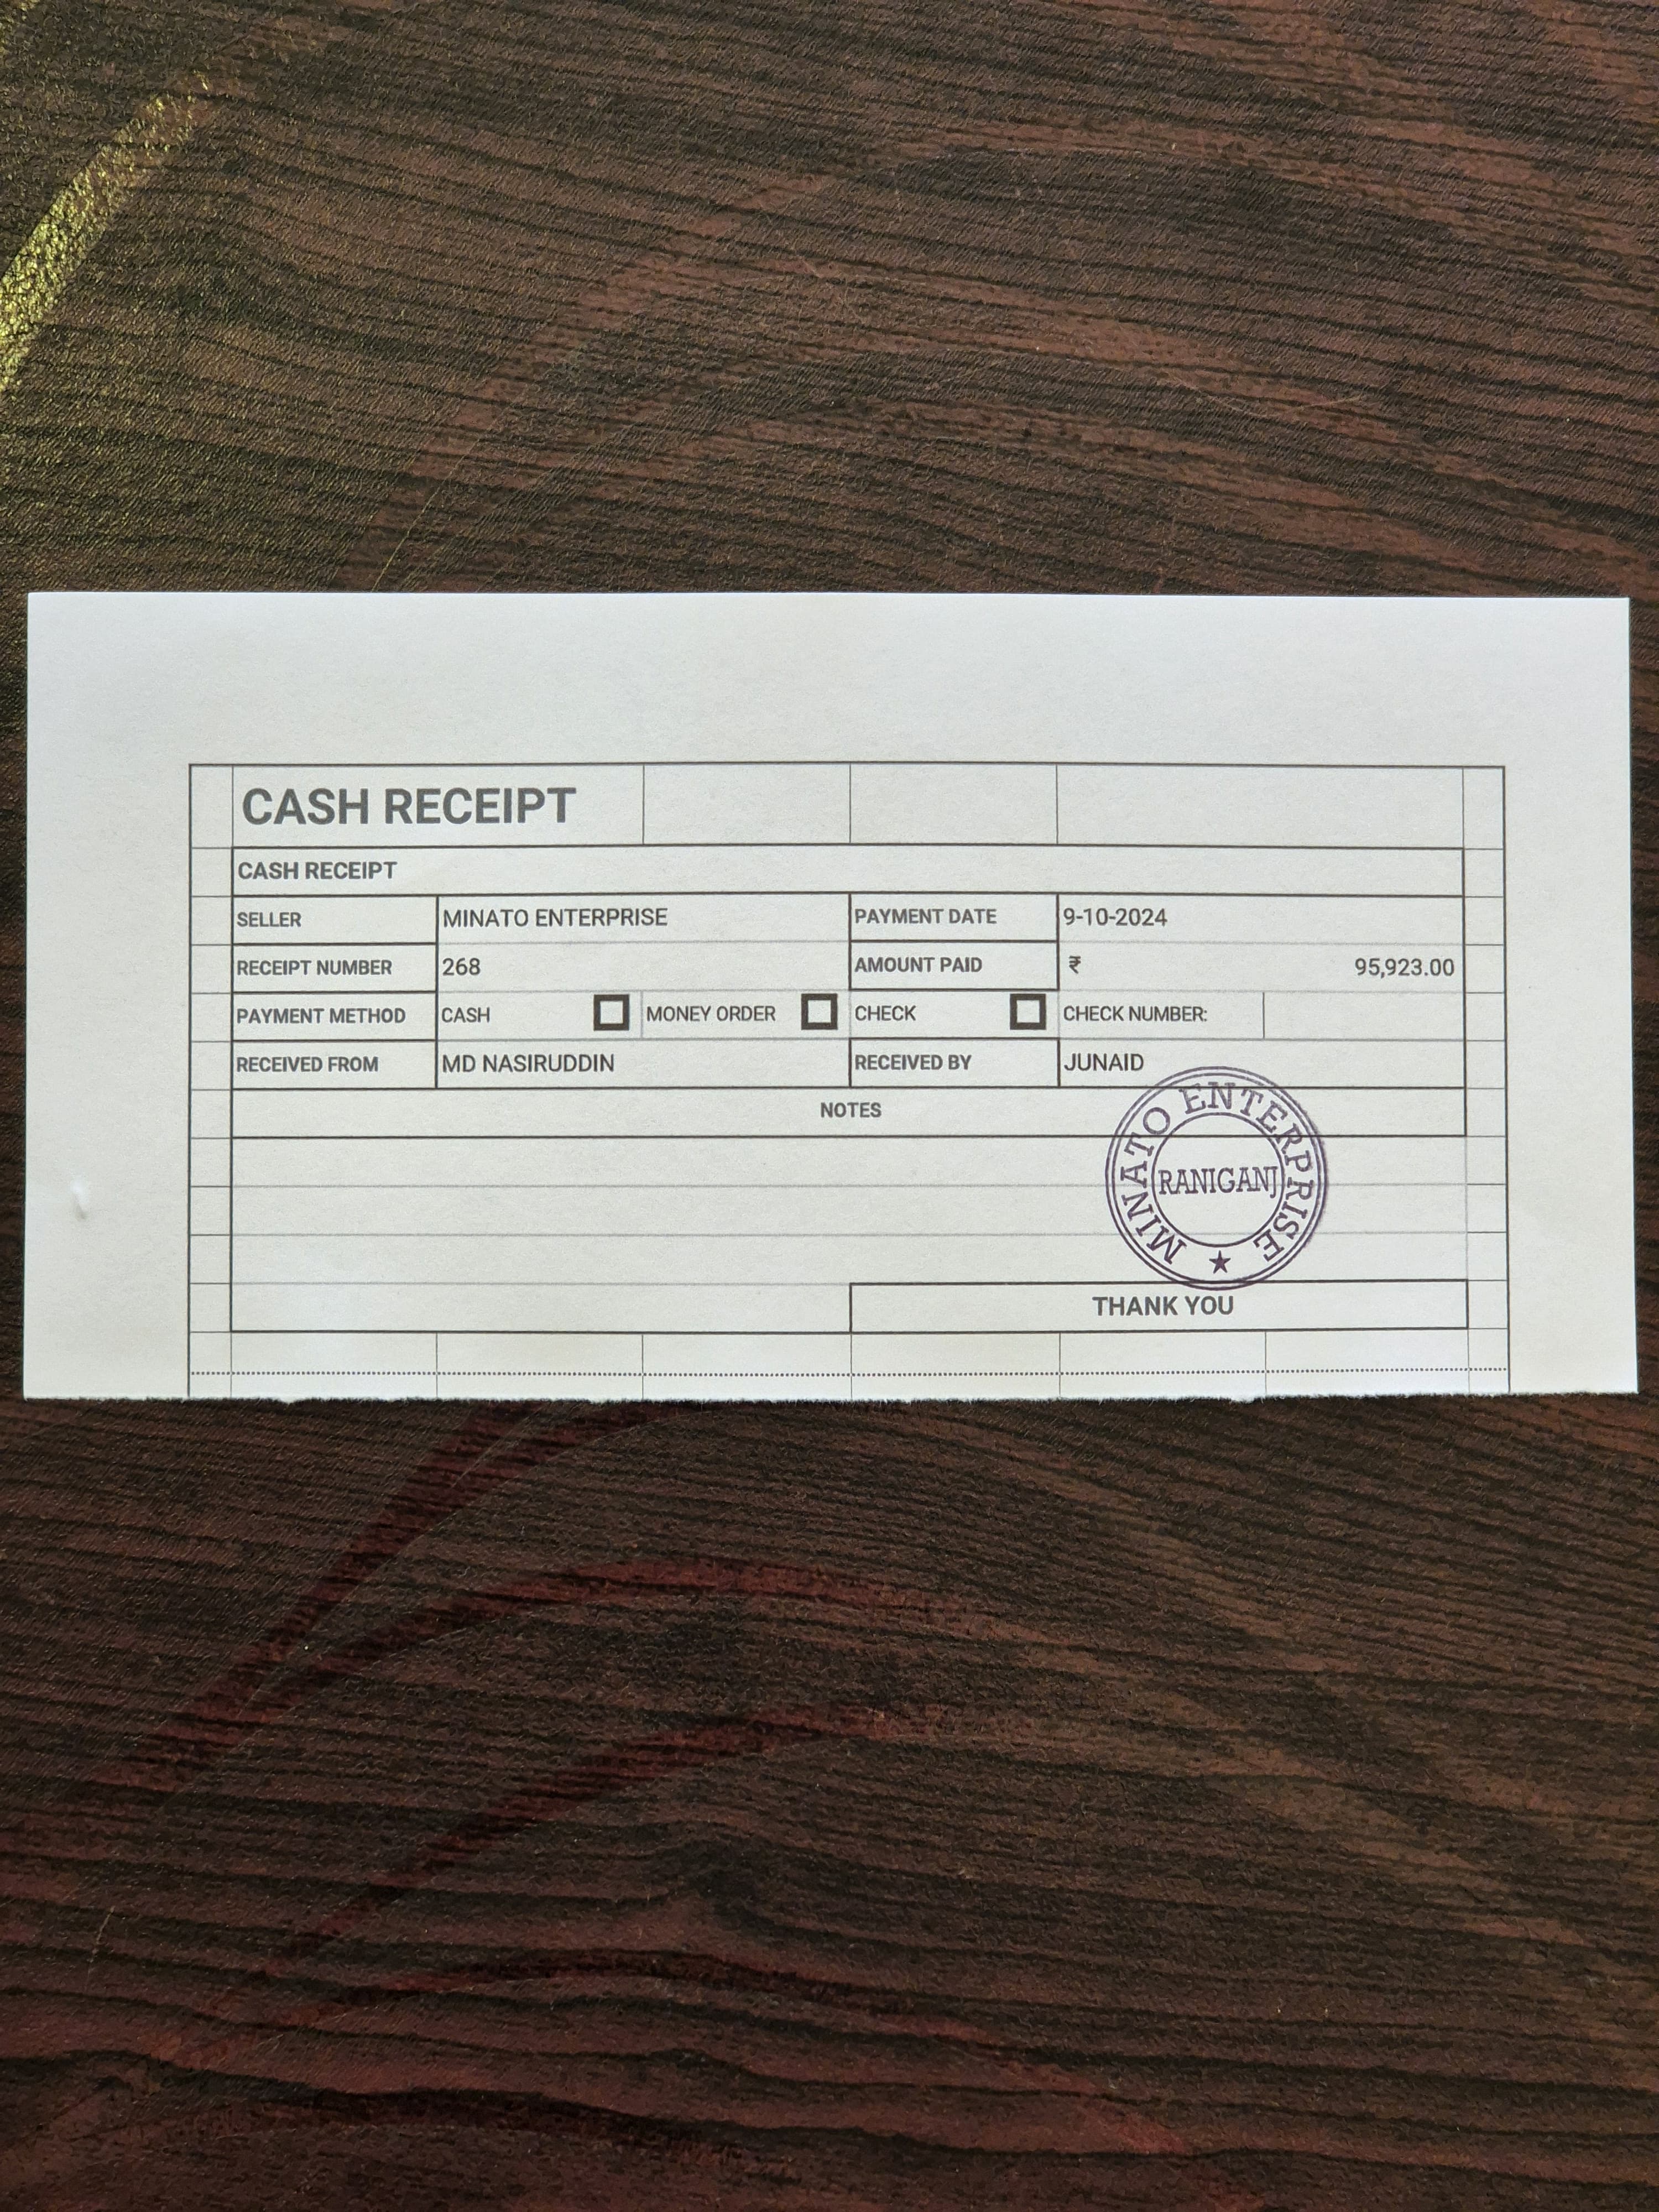 CASH RECEIPT
CASH RECEIPT
SELLER MINATO ENTERPRISE PAYMENT DATE 9-10-2024
RECEIPT NUMBER 268 AMOUNT PAID ₹ 95,923.00
PAYMENT METHOD CASH MONEY ORDER CHECK CHECK NUMBER:
RECEIVED FROM MD NASIRUDDIN RECEIVED BY JUNAID
NOTES
MINATO ENTERPRISE
RANIGANJ
★
THANK YOU